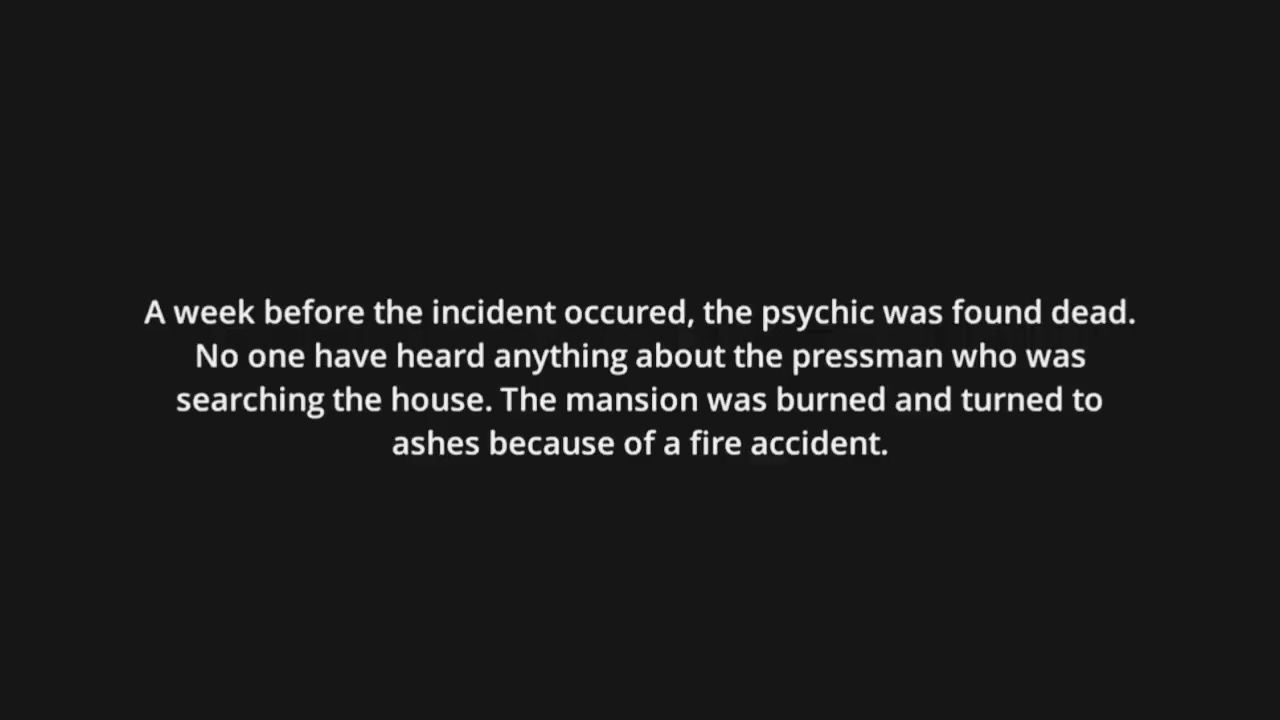 A week before the incident occured, the psychic was found dead.
No one have heard anything about the pressman who was
searching the house. The mansion was burned and turned to
ashes because of a fire accident.